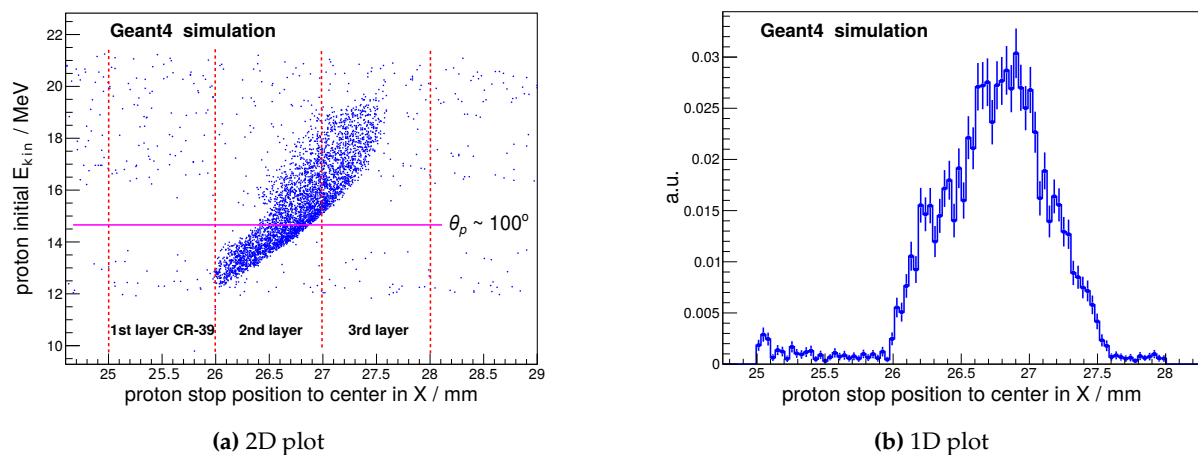 Geant4 simulation
proton initial E_kin / MeV
22
20
18
16
14
12
10
θ_p ~ 100°
1st layer CR-39 2nd layer 3rd layer
25 25.5 26 26.5 27 27.5 28 28.5 29
proton stop position to center in X / mm
(a) 2D plot
Geant4 simulation
a.u.
0.03
0.025
0.02
0.015
0.01
0.005
0
25 25.5 26 26.5 27 27.5 28
proton stop position to center in X / mm
(b) 1D plot